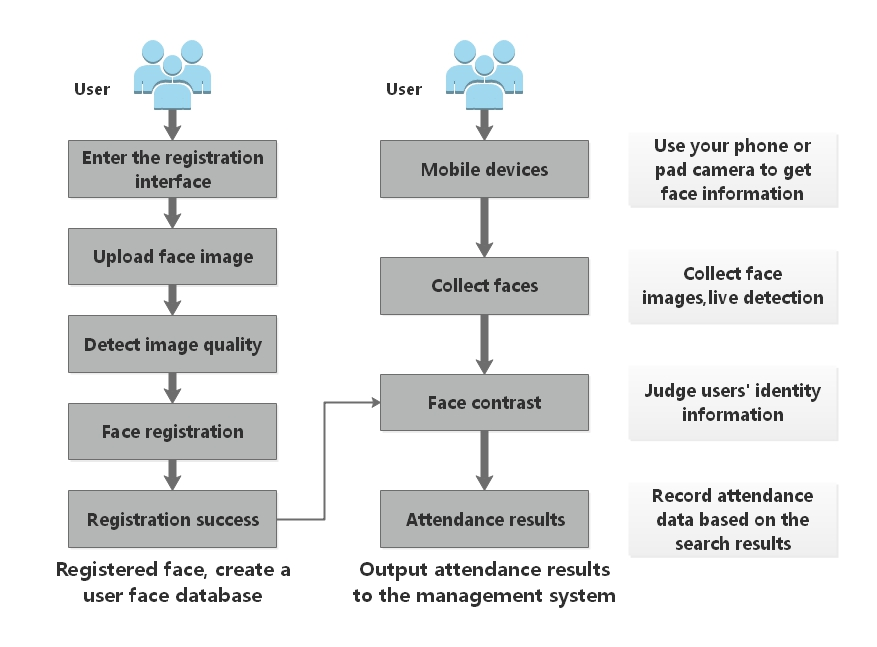 User
Enter the registration
interface
Upload face image
Detect image quality
Face registration
Registration success
Registered face, create a
user face database
User
Mobile devices
Collect faces
Face contrast
Attendance results
Output attendance results
to the management system
Use your phone or
pad camera to get
face information
Collect face
images,live detection
Judge users' identity
information
Record attendance
data based on the
search results